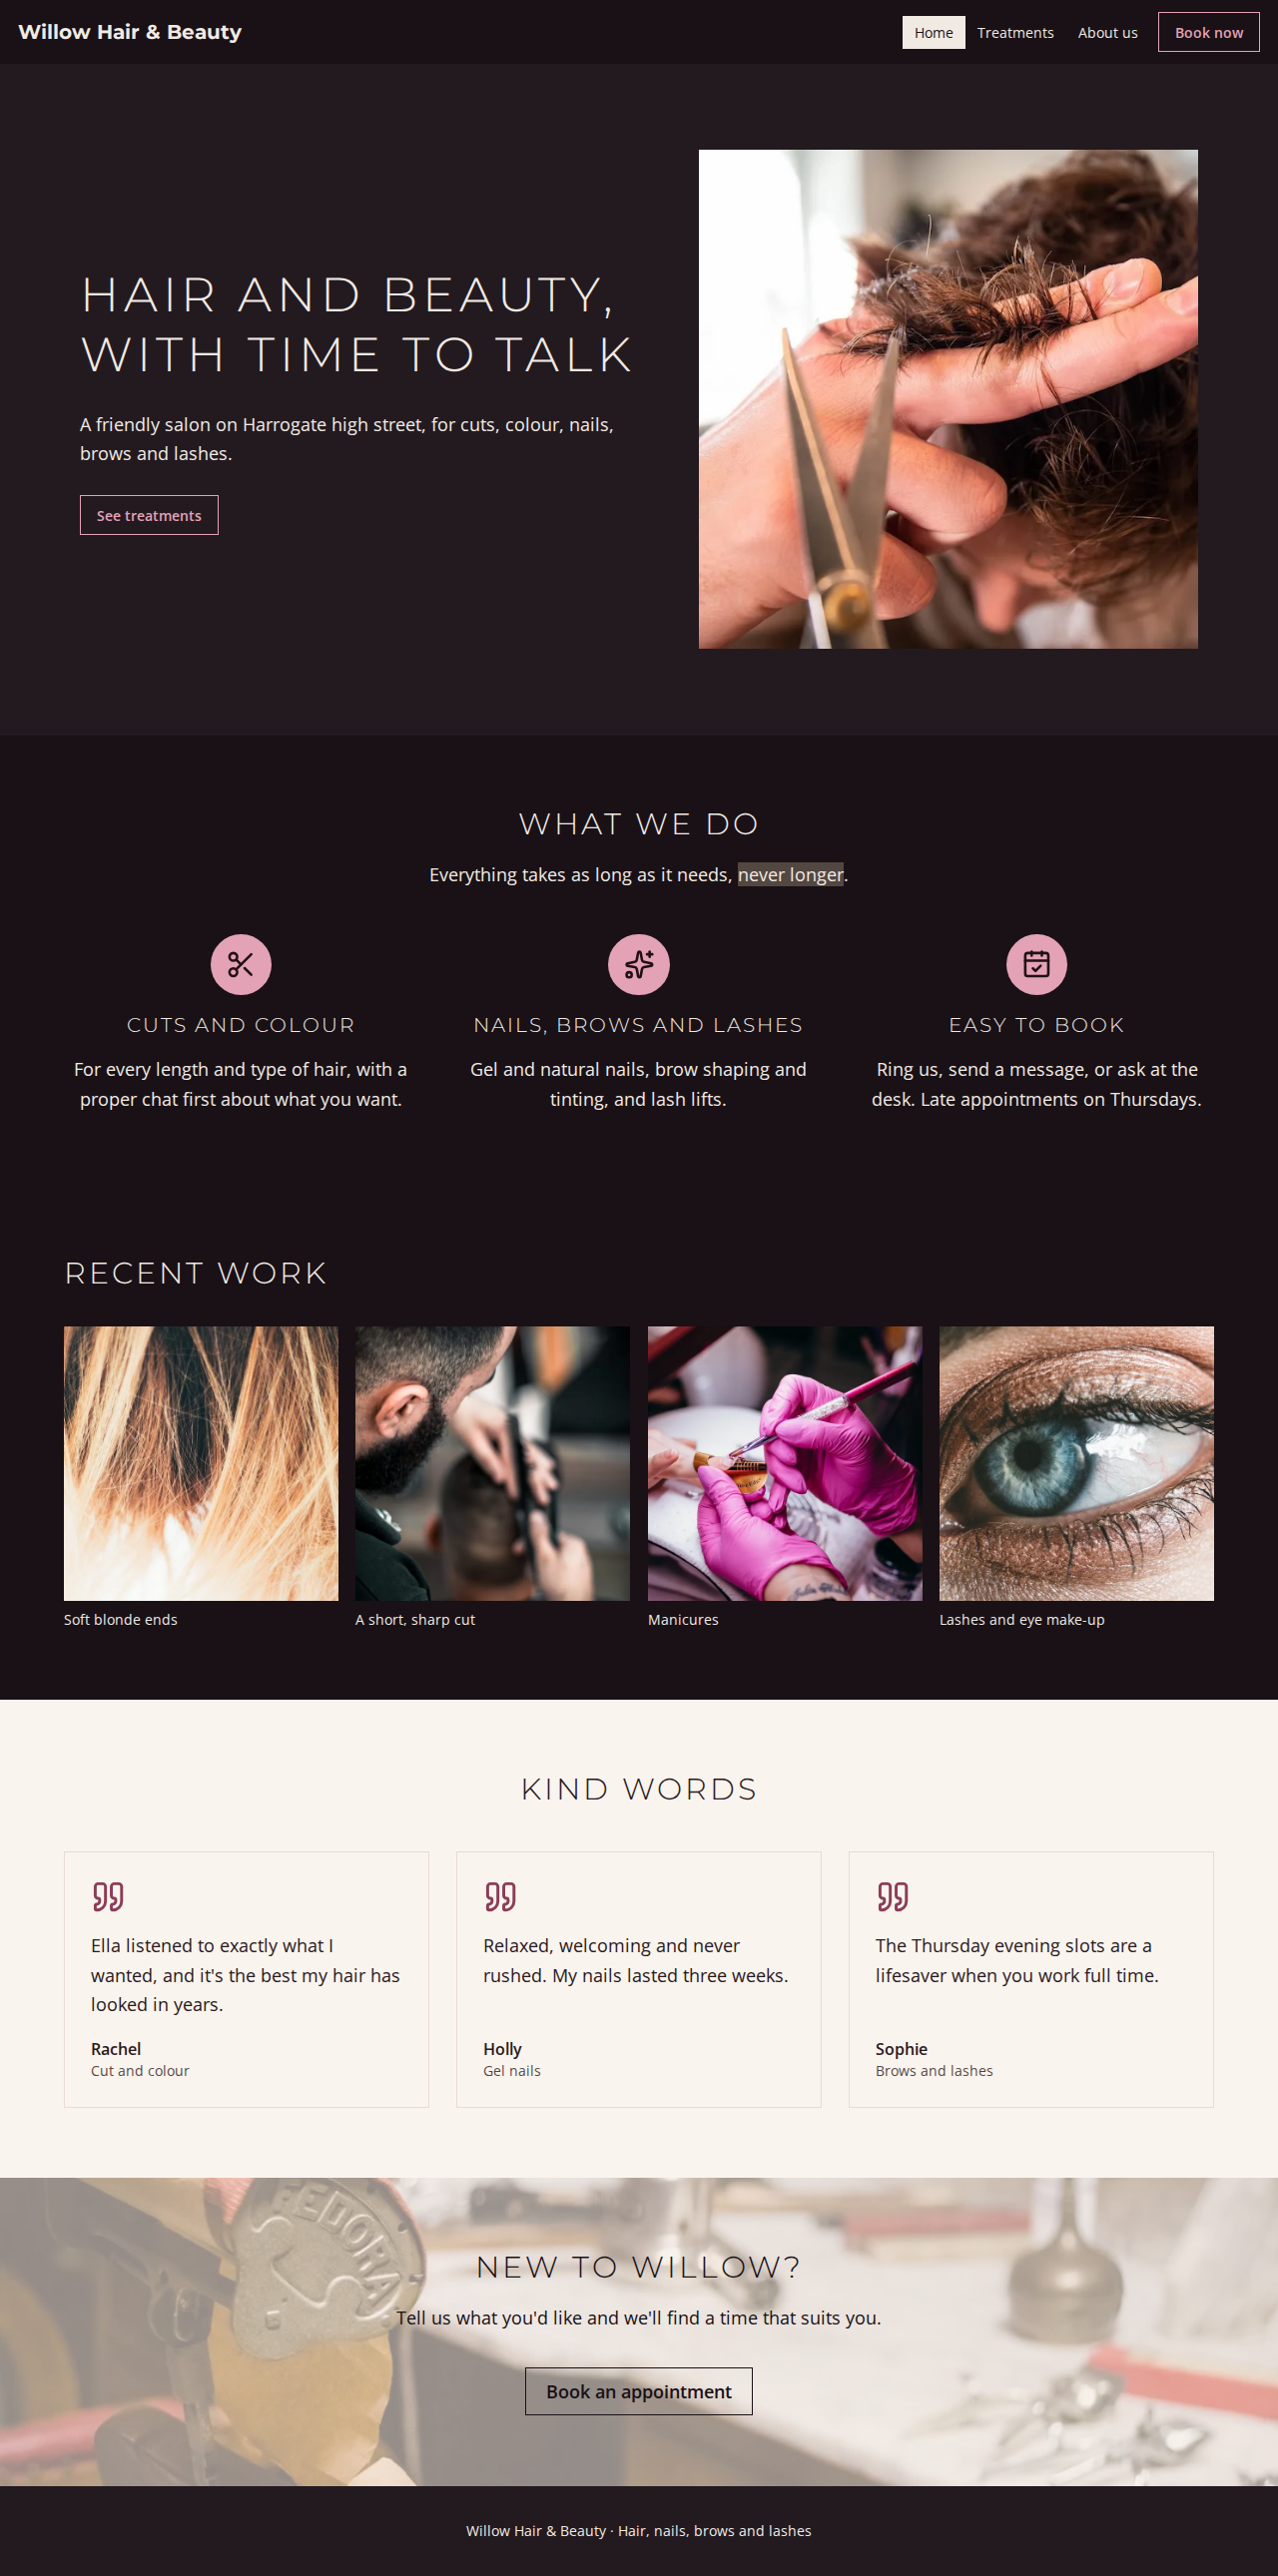 Willow Hair & Beauty
Home
Treatments
About us
Book now
HAIR AND BEAUTY,
WITH TIME TO TALK
A friendly salon on Harrogate high street, for cuts, colour, nails,
brows and lashes.
See treatments
WHAT WE DO
Everything takes as long as it needs, never longer.
CUTS AND COLOUR
For every length and type of hair, with a
proper chat first about what you want.
NAILS, BROWS AND LASHES
Gel and natural nails, brow shaping and
tinting, and lash lifts.
EASY TO BOOK
Ring us, send a message, or ask at the
desk. Late appointments on Thursdays.
RECENT WORK
Soft blonde ends
A short, sharp cut
Manicures
Lashes and eye make-up
KIND WORDS
Ella listened to exactly what I
wanted, and it's the best my hair has
looked in years.
Rachel
Cut and colour
Relaxed, welcoming and never
rushed. My nails lasted three weeks.
Holly
Gel nails
The Thursday evening slots are a
lifesaver when you work full time.
Sophie
Brows and lashes
FEDORA
NEW TO WILLOW?
Tell us what you'd like and we'll find a time that suits you.
Book an appointment
Willow Hair & Beauty · Hair, nails, brows and lashes